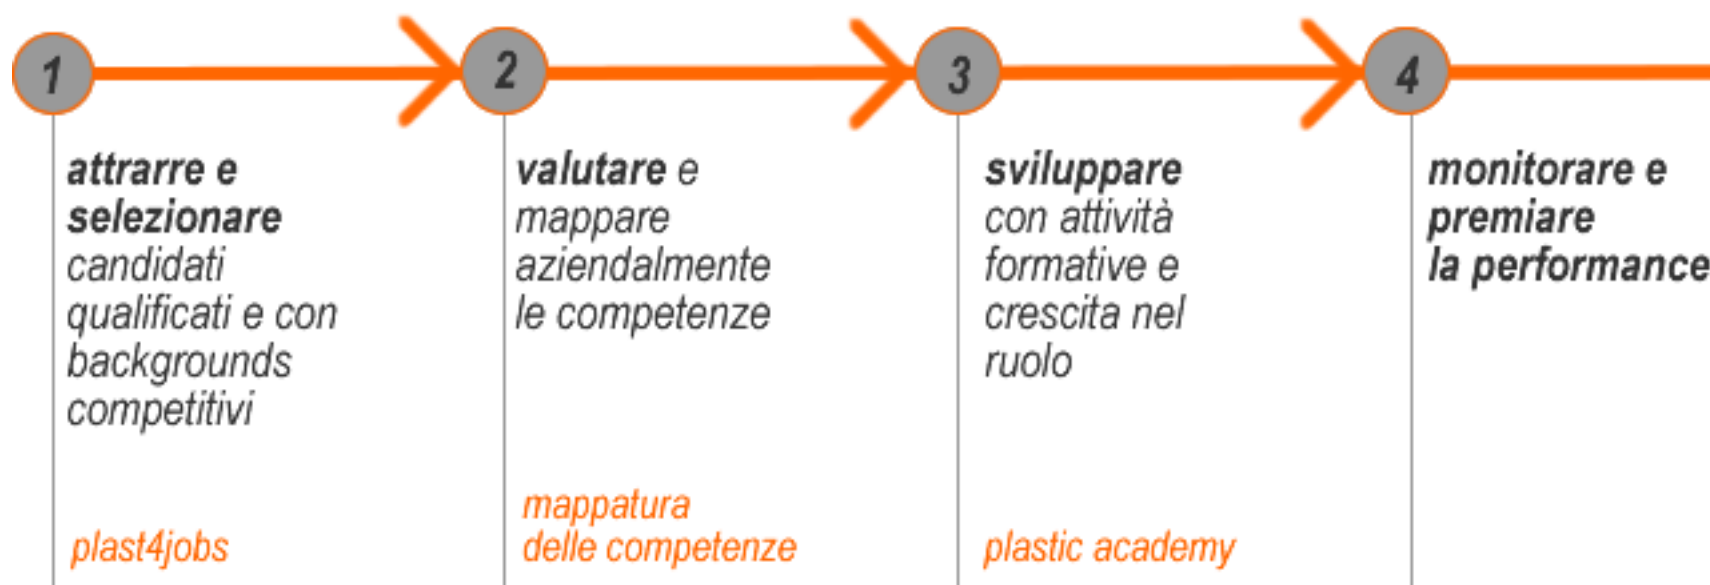 1
attrarre e
selezionare
candidati
qualificati e con
backgrounds
competitivi
plast4jobs
2
valutare e
mappare
aziendalmente
le competenze
mappatura
delle competenze
3
sviluppare
con attività
formative e
crescita nel
ruolo
plastic academy
4
monitorare e
premiare
la performance